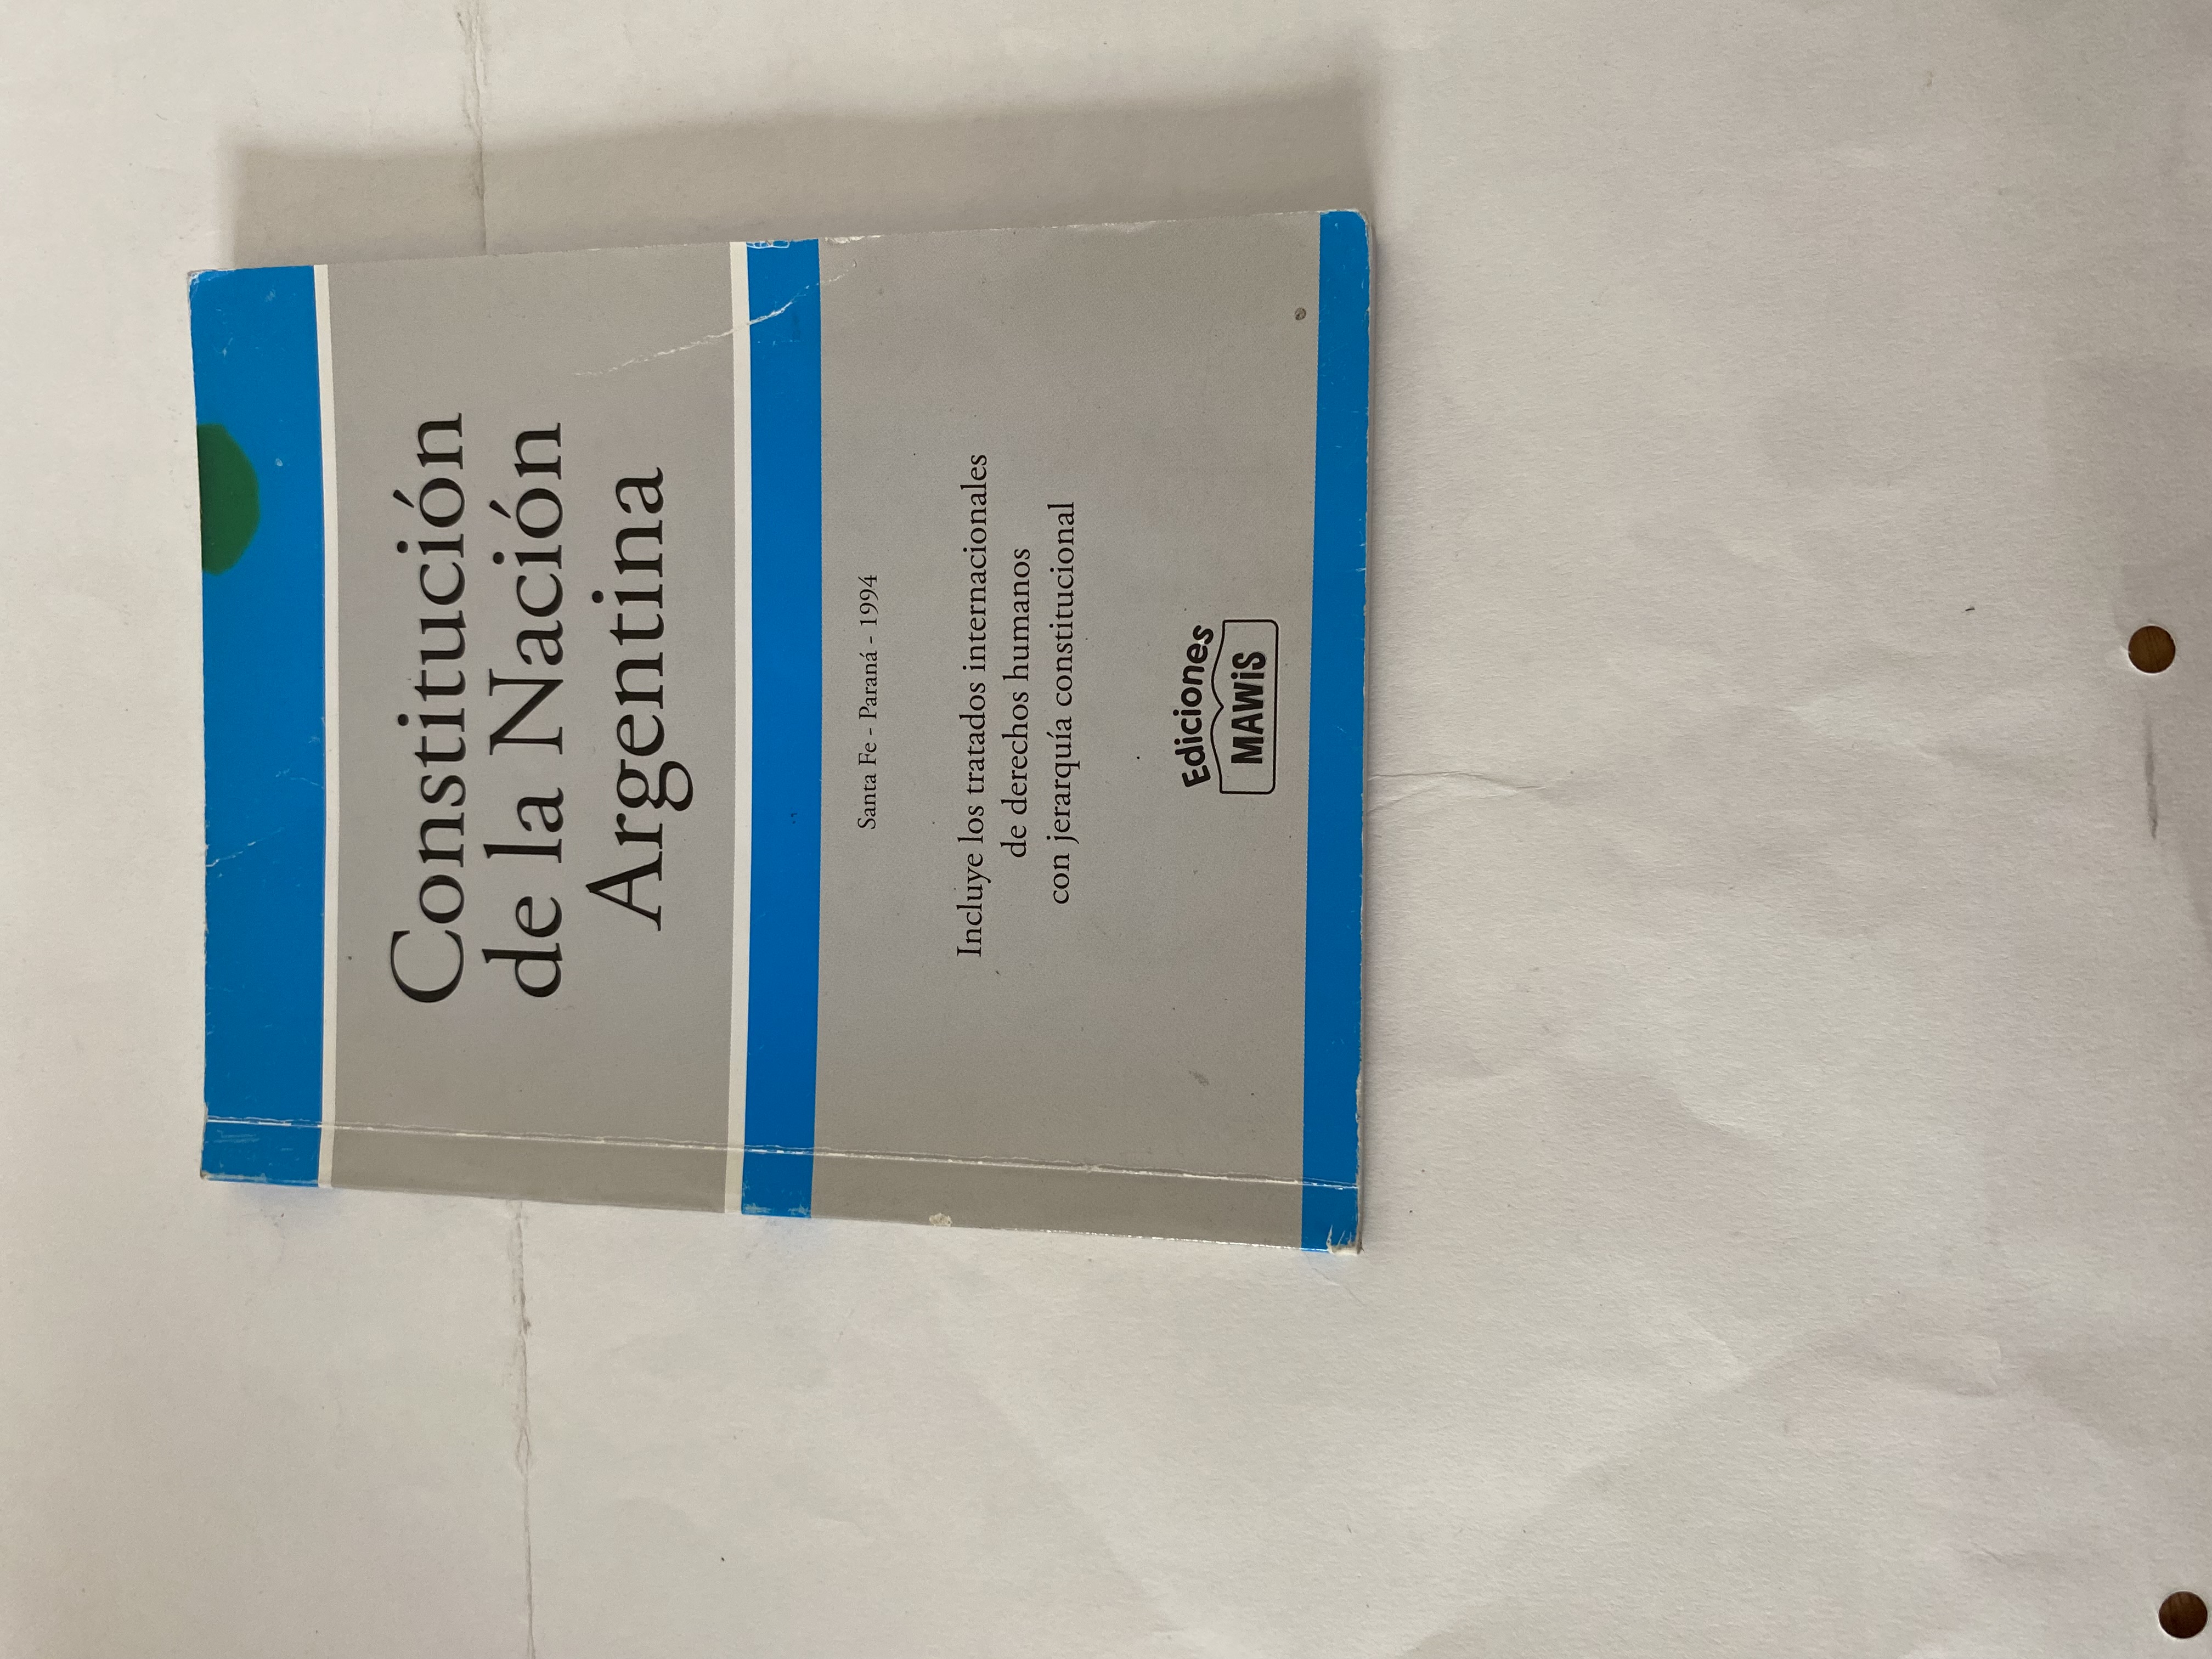 Constitución
de la Nación
Argentina
Santa Fe - Paraná - 1994
Incluye los tratados internacionales
de derechos humanos
con jerarquía constitucional
Ediciones
MAWiS